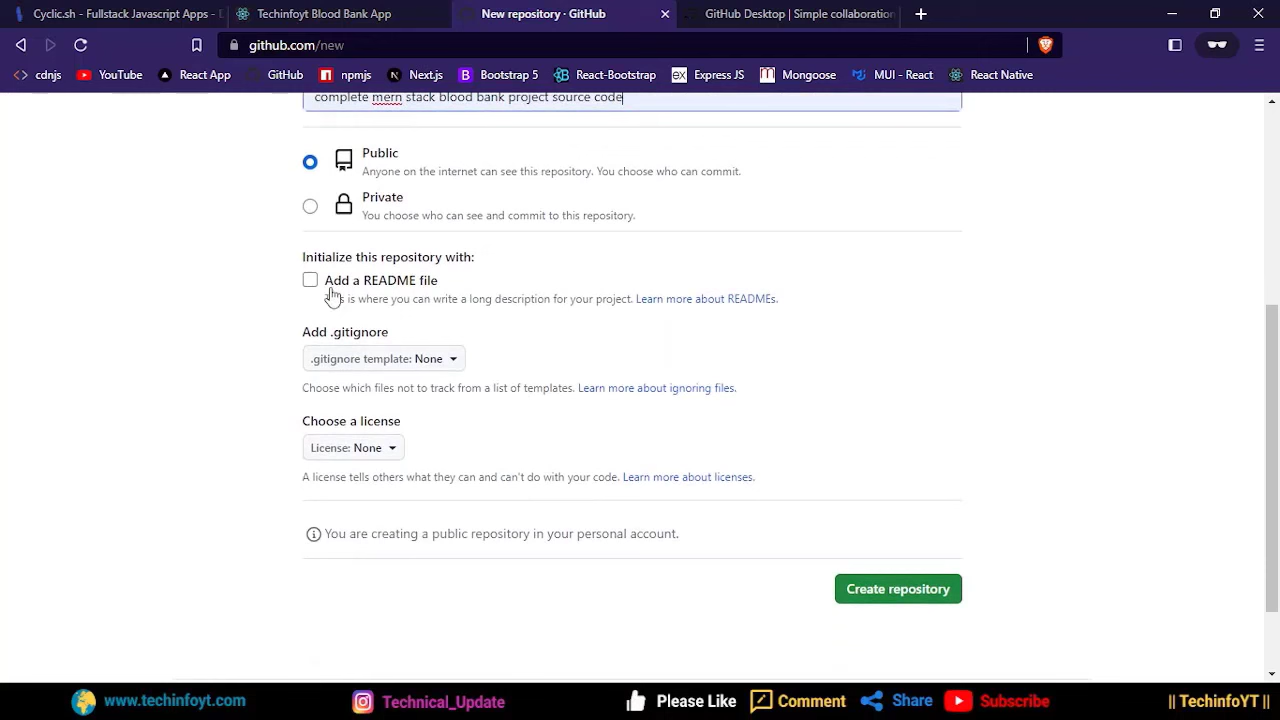 Cyclic.sh - Fullstack Javascript Apps -
Techinfoyt Blood Bank App
New repository · GitHub
GitHub Desktop | Simple collaboration
github.com/new
cdnjs
YouTube
React App
GitHub
npmjs
Next.js
Bootstrap 5
React-Bootstrap
Express JS
Mongoose
MUI - React
React Native
complete mern stack blood bank project source code
Public
Anyone on the internet can see this repository. You choose who can commit.
Private
You choose who can see and commit to this repository.
Initialize this repository with:
Add a README file
is where you can write a long description for your project. Learn more about READMEs.
Add .gitignore
.gitignore template: None
Choose which files not to track from a list of templates. Learn more about ignoring files.
Choose a license
License: None
A license tells others what they can and can't do with your code. Learn more about licenses.
You are creating a public repository in your personal account.
Create repository
www.techinfoyt.com
Technical_Update
Please Like
Comment
Share
Subscribe
|| TechinfoYT ||